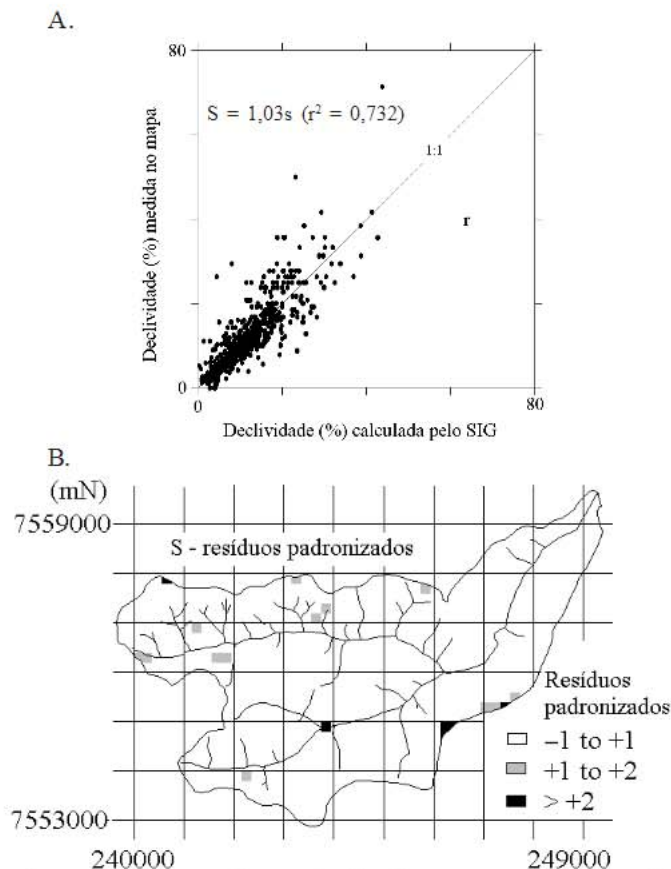 A.
80
S = 1,03s (r² = 0,732)
1:1
r
Declividade (%) medida no mapa
0
0
80
Declividade (%) calculada pelo SIG
B.
(mN)
7559000
S - resíduos padronizados
Resíduos
padronizados
−1 to +1
+1 to +2
> +2
7553000
240000
249000